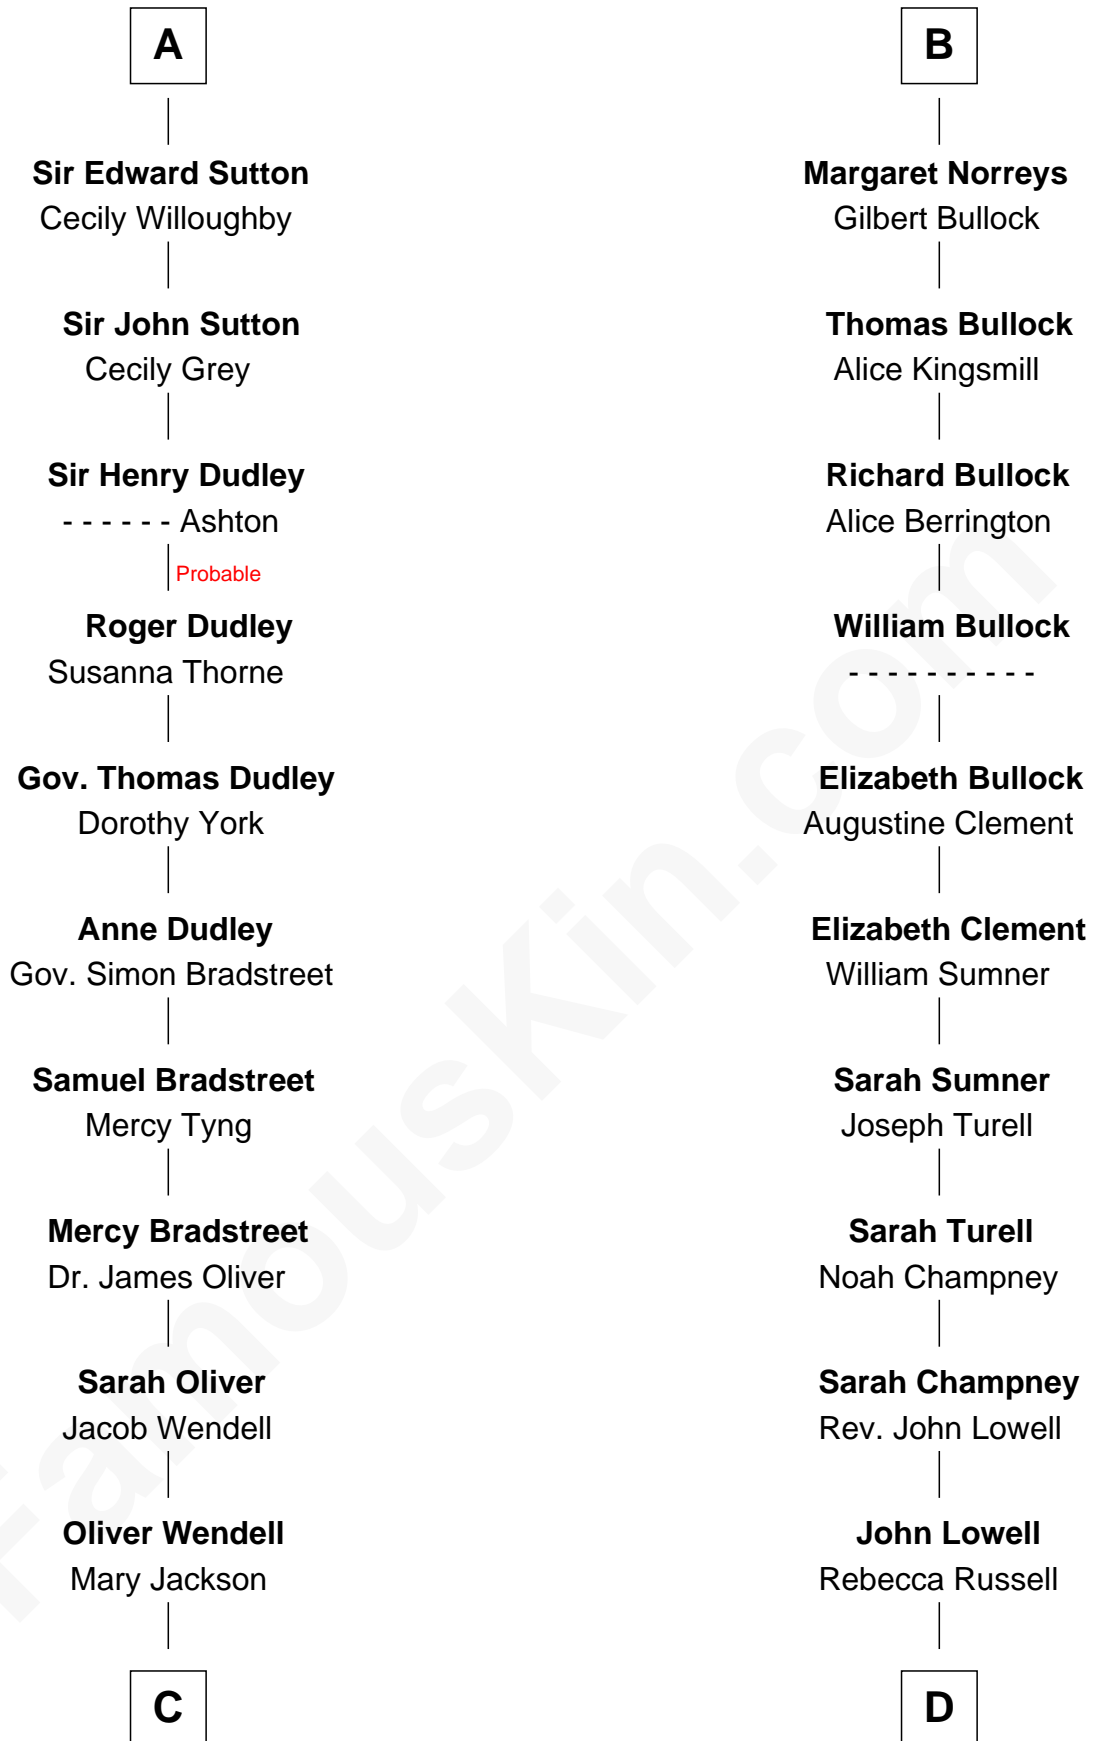 A
Sir Edward Sutton
Cecily Willoughby
Sir John Sutton
Cecily Grey
Sir Henry Dudley
- - - - - - Ashton
Probable
Roger Dudley
Susanna Thorne
Gov. Thomas Dudley
Dorothy York
Anne Dudley
Gov. Simon Bradstreet
Samuel Bradstreet
Mercy Tyng
Mercy Bradstreet
Dr. James Oliver
Sarah Oliver
Jacob Wendell
Oliver Wendell
Mary Jackson
C
B
Margaret Norreys
Gilbert Bullock
Thomas Bullock
Alice Kingsmill
Richard Bullock
Alice Berrington
William Bullock
- - - - - - - - - -
Elizabeth Bullock
Augustine Clement
Elizabeth Clement
William Sumner
Sarah Sumner
Joseph Turell
Sarah Turell
Noah Champney
Sarah Champney
Rev. John Lowell
John Lowell
Rebecca Russell
D
FamousKin.com